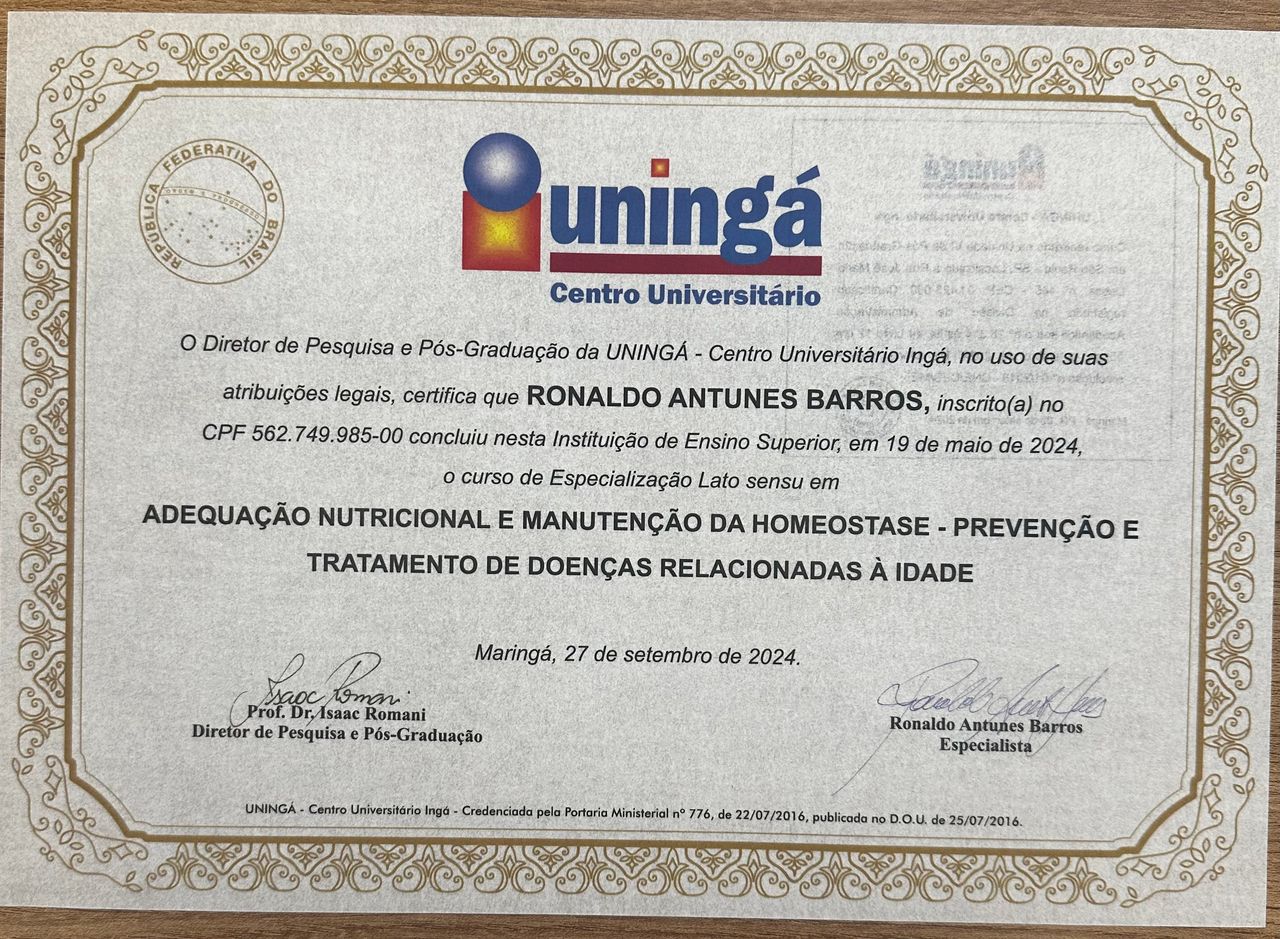 REPÚBLICA FEDERATIVA DO BRASIL
ORDEM E PROGRESSO
uningá
Centro Universitário
O Diretor de Pesquisa e Pós-Graduação da UNINGÁ - Centro Universitário Ingá, no uso de suas
atribuições legais, certifica que RONALDO ANTUNES BARROS, inscrito(a) no
CPF 562.749.985-00 concluiu nesta Instituição de Ensino Superior, em 19 de maio de 2024,
o curso de Especialização Lato sensu em
ADEQUAÇÃO NUTRICIONAL E MANUTENÇÃO DA HOMEOSTASE - PREVENÇÃO E
TRATAMENTO DE DOENÇAS RELACIONADAS À IDADE
Maringá, 27 de setembro de 2024.
Isaac Romani
Prof. Dr. Isaac Romani
Diretor de Pesquisa e Pós-Graduação
Ronaldo Antunes Barros
Especialista
UNINGÁ - Centro Universitário Ingá - Credenciada pela Portaria Ministerial nº 776, de 22/07/2016, publicada no D.O.U. de 25/07/2016.